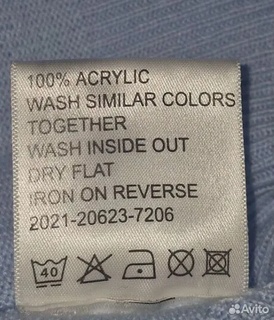 100% ACRYLIC
WASH SIMILAR COLORS
TOGETHER
WASH INSIDE OUT
DRY FLAT
IRON ON REVERSE
2021-20623-7206
40
Avito